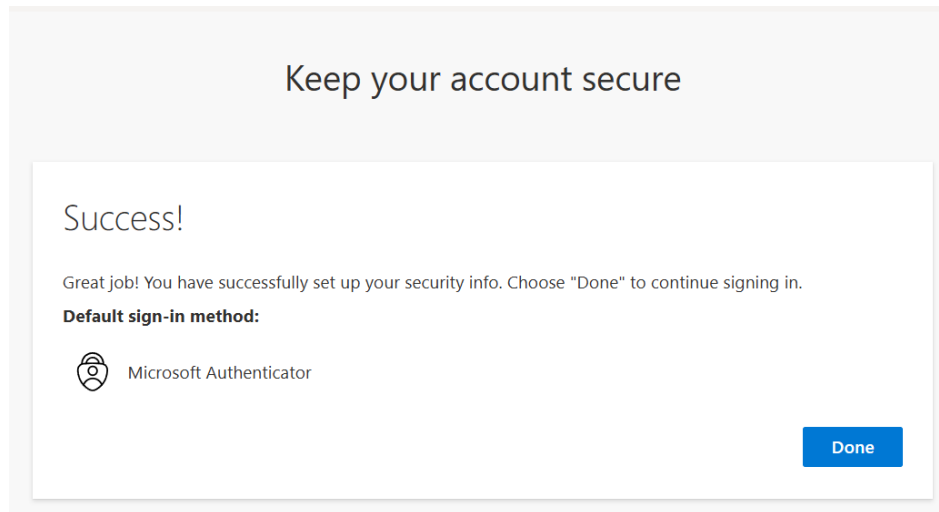 Keep your account secure
Success!
Great job! You have successfully set up your security info. Choose "Done" to continue signing in.
Default sign-in method:
Microsoft Authenticator
Done